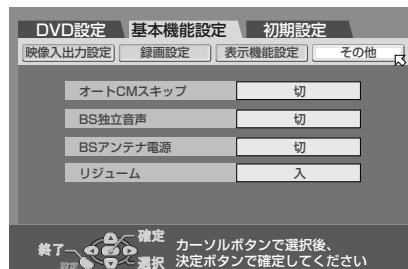 DVD設定 基本機能設定 初期設定
映像入出力設定 録画設定 表示機能設定 その他
オートCMスキップ 切
BS独立音声 切
BSアンテナ電源 切
リジューム 入
確定
終了
設定
選択
カーソルボタンで選択後、
決定ボタンで確定してください